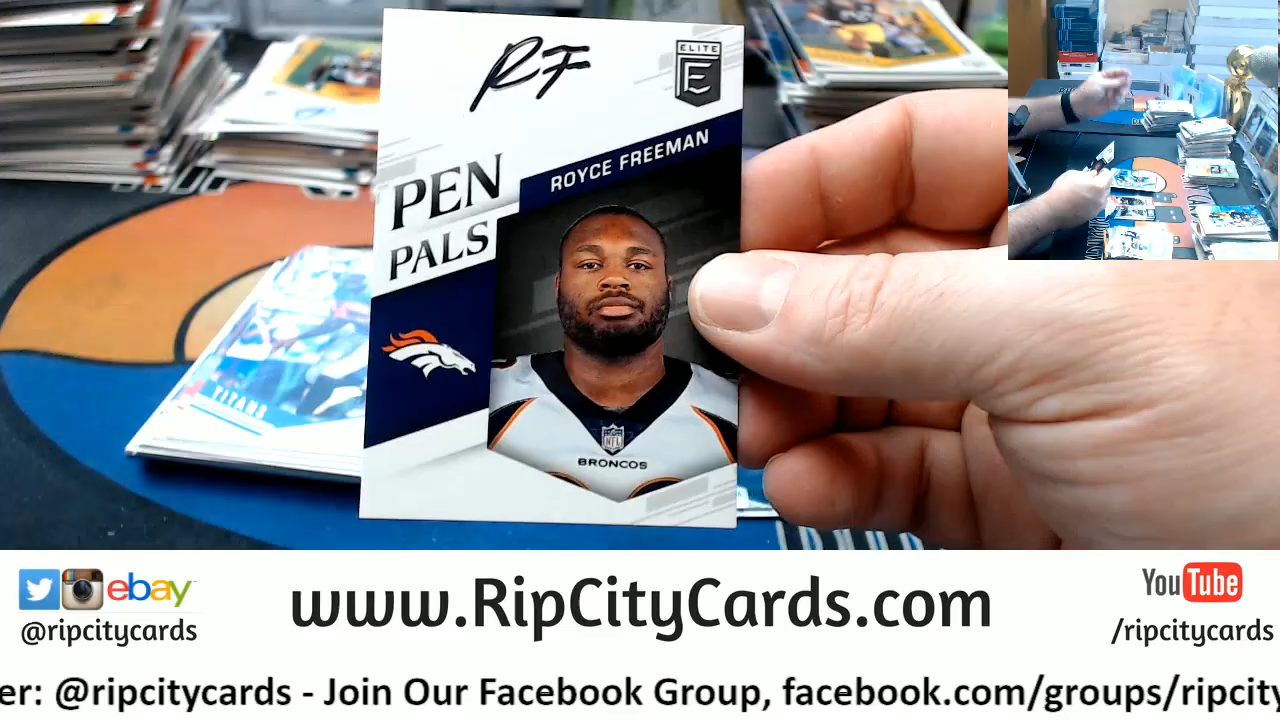 RF
ELITE
E
ROYCE FREEMAN
PEN
PALS
NFL
BRONCOS
TITANS
ebay
@ripcitycards
www.RipCityCards.com
YouTube
/ripcitycards
er: @ripcitycards - Join Our Facebook Group, facebook.com/groups/ripcity